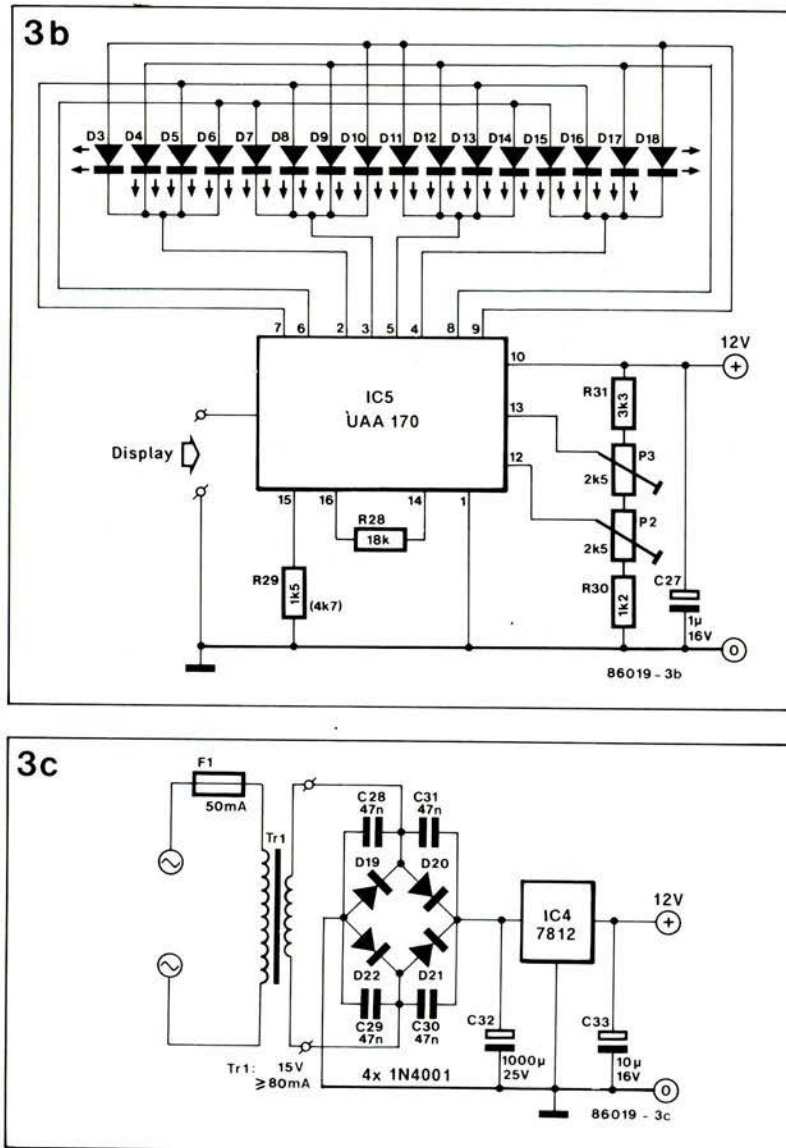 3b
D3 D4 D5 D6 D7 D8 D9 D10 D11 D12 D13 D14 D15 D16 D17 D18
7 6 2 3 5 4 8 9
12V
+
10
R31
3k3
IC5
UAA 170
13
P3
2k5
Display
12
P2
2k5
15 16 14 1
R28
18k
R29
1k5
(4k7)
R30
1k2
C27
1µ
16V
0
86019 - 3b
3c
F1
50mA
C28
47n
C31
47n
Tr1
D19
D20
IC4
7812
12V
+
D22
D21
C29
47n
C30
47n
C32
1000µ
25V
C33
10µ
16V
Tr1: 15V
≥80mA
4x 1N4001
0
86019 - 3c